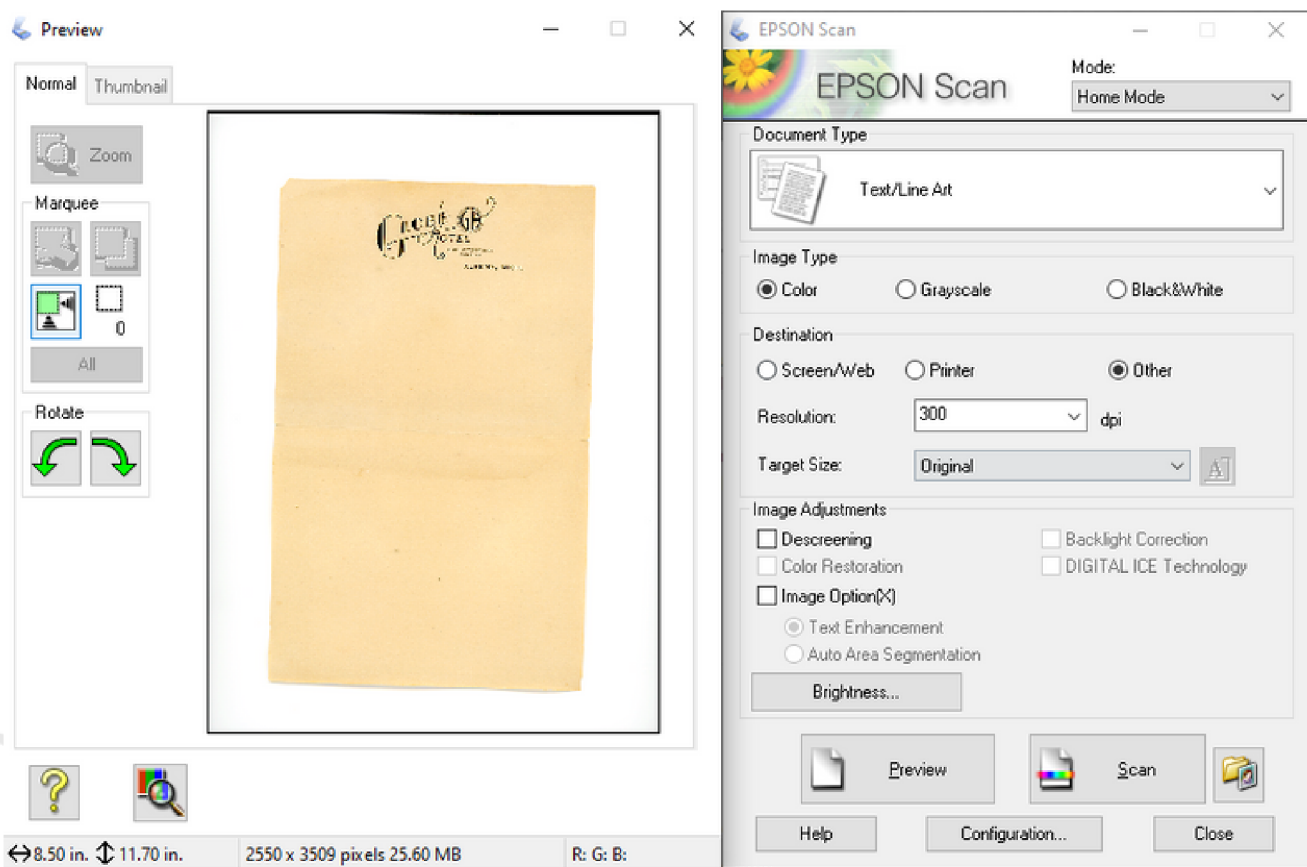 Preview
Normal
Thumbnail
Zoom
Marquee
0
All
Rotate
Great
GB
HOTEL
8.50 in. 11.70 in.
2550 x 3509 pixels 25.60 MB
R: G: B:
EPSON Scan
EPSON Scan
Mode:
Home Mode
Document Type
Text/Line Art
Image Type
Color
Grayscale
Black&White
Destination
Screen/Web
Printer
Other
Resolution:
300
dpi
Target Size:
Original
A
Image Adjustments
Descreening
Backlight Correction
Color Restoration
DIGITAL ICE Technology
Image Option(X)
Text Enhancement
Auto Area Segmentation
Brightness...
Preview
Scan
Help
Configuration...
Close